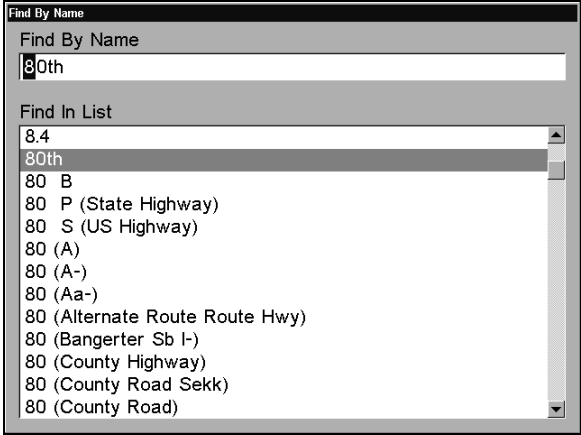 Find By Name
Find By Name
80th
Find In List
8.4
80th
80 B
80 P (State Highway)
80 S (US Highway)
80 (A)
80 (A-)
80 (Aa-)
80 (Alternate Route Route Hwy)
80 (Bangerter Sb I-)
80 (County Highway)
80 (County Road Sekk)
80 (County Road)